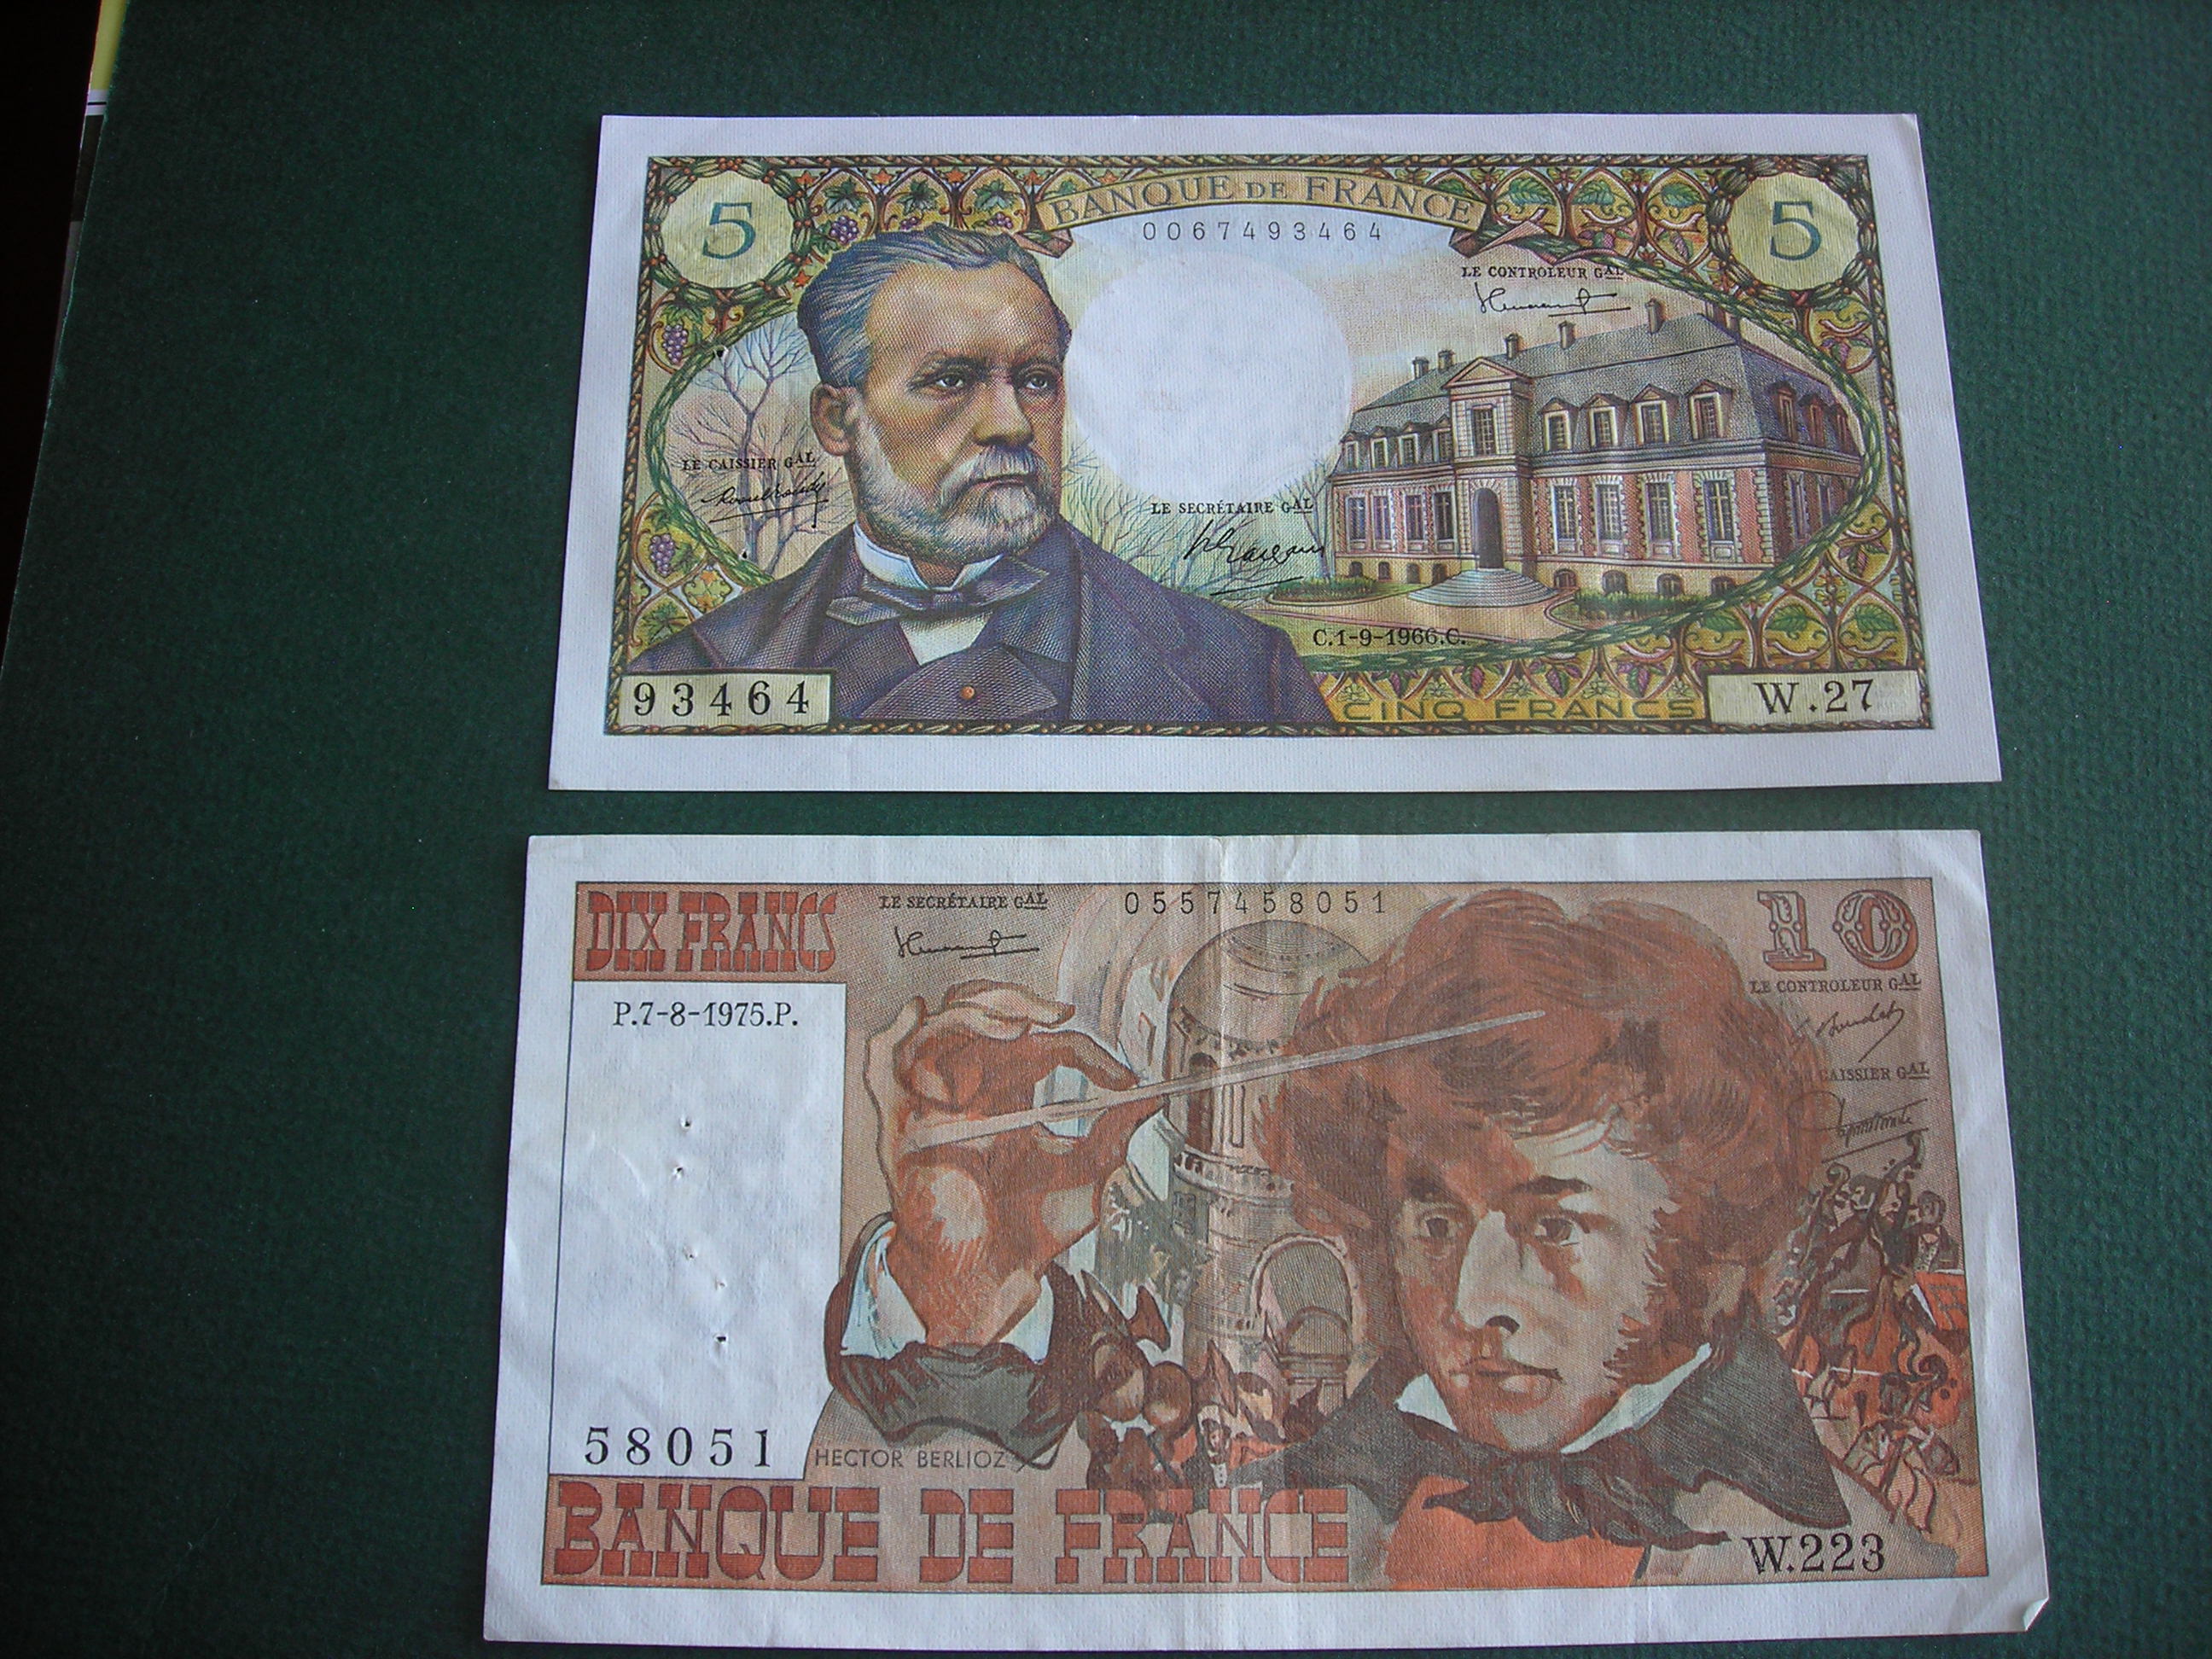 BANQUE DE FRANCE
5
5
0067493464
LE CONTROLEUR GAL
LE CAISSIER GAL
LE SECRÉTAIRE GAL
C.1-9-1966.C.
93464
CINQ FRANCS
W.27
DIX FRANCS
LE SECRÉTAIRE GAL
0557458051
10
LE CONTROLEUR GAL
P.7-8-1975.P.
CAISSIER GAL
58051
HECTOR BERLIOZ
BANQUE DE FRANCE
W.223